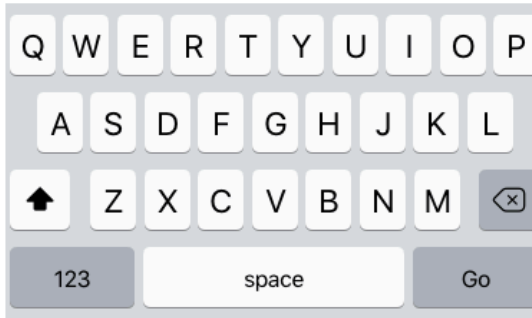 Q W E R T Y U I O P
A S D F G H J K L
Z X C V B N M
123 space Go